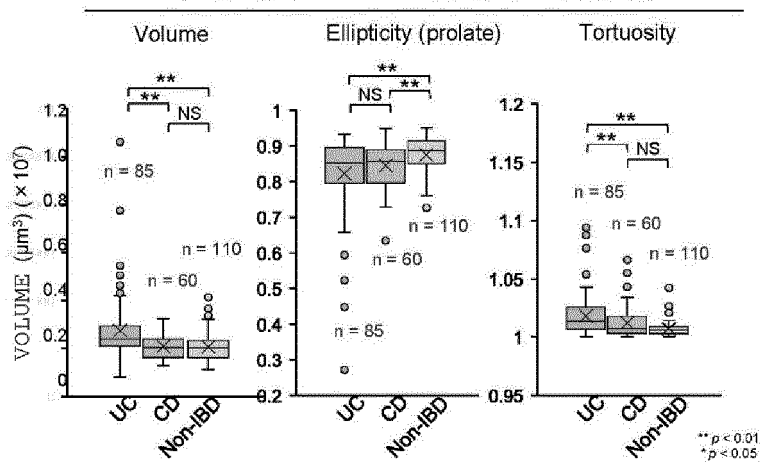 Volume
Ellipticity (prolate)
Tortuosity
**
**
NS
1.2
1.0
0.8
0.6
0.4
0.2
0
VOLUME (µm³) (×10⁷)
n = 85
n = 60
n = 110
UC
CD
Non-IBD
**
NS
**
1
0.9
0.8
0.7
0.6
0.5
0.4
0.3
0.2
n = 110
n = 60
n = 85
UC
CD
Non-IBD
**
**
NS
1.2
1.15
1.1
1.05
1
0.95
n = 85
n = 60
n = 110
UC
CD
Non-IBD
** p < 0.01
* p < 0.05